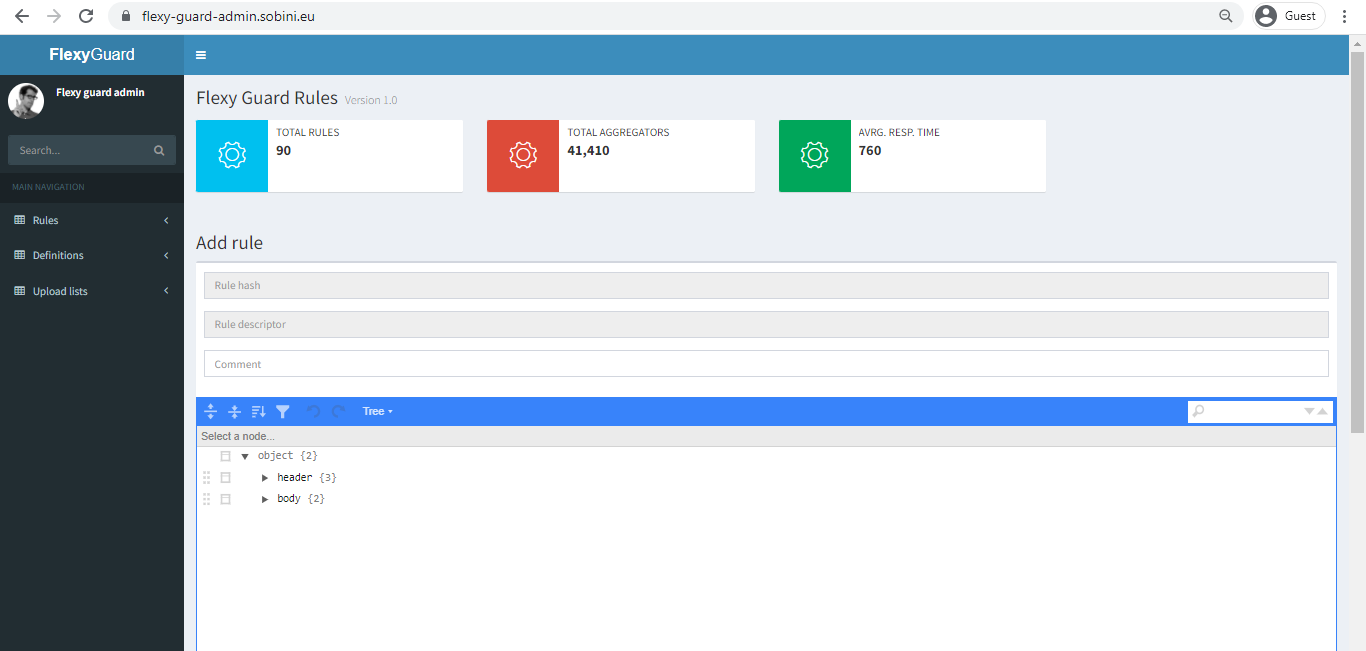 flexy-guard-admin.sobini.eu
Guest
FlexyGuard
Flexy guard admin
Search...
MAIN NAVIGATION
Rules
Definitions
Upload lists
Flexy Guard Rules Version 1.0
TOTAL RULES
90
TOTAL AGGREGATORS
41,410
AVRG. RESP. TIME
760
Add rule
Rule hash
Rule descriptor
Comment
Tree
Select a node...
object {2}
header {3}
body {2}